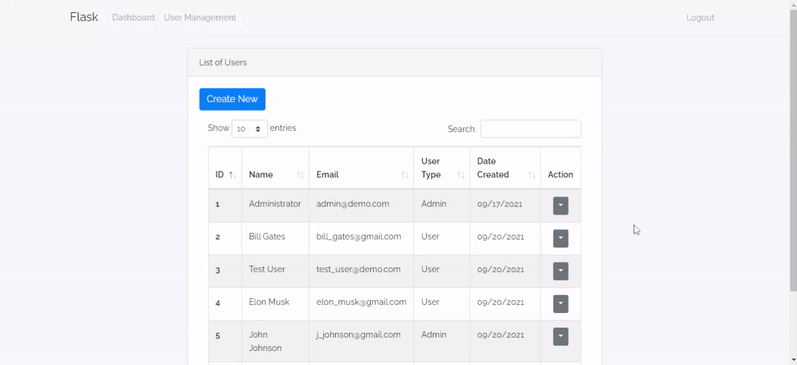 Flask Dashboard User Management Logout
List of Users
Create New
Show 10 entries Search:
ID Name Email User Type Date Created Action
1 Administrator admin@demo.com Admin 09/17/2021
2 Bill Gates bill_gates@gmail.com User 09/20/2021
3 Test User test_user@demo.com User 09/20/2021
4 Elon Musk elon_musk@gmail.com User 09/20/2021
5 John Johnson j_johnson@gmail.com Admin 09/20/2021